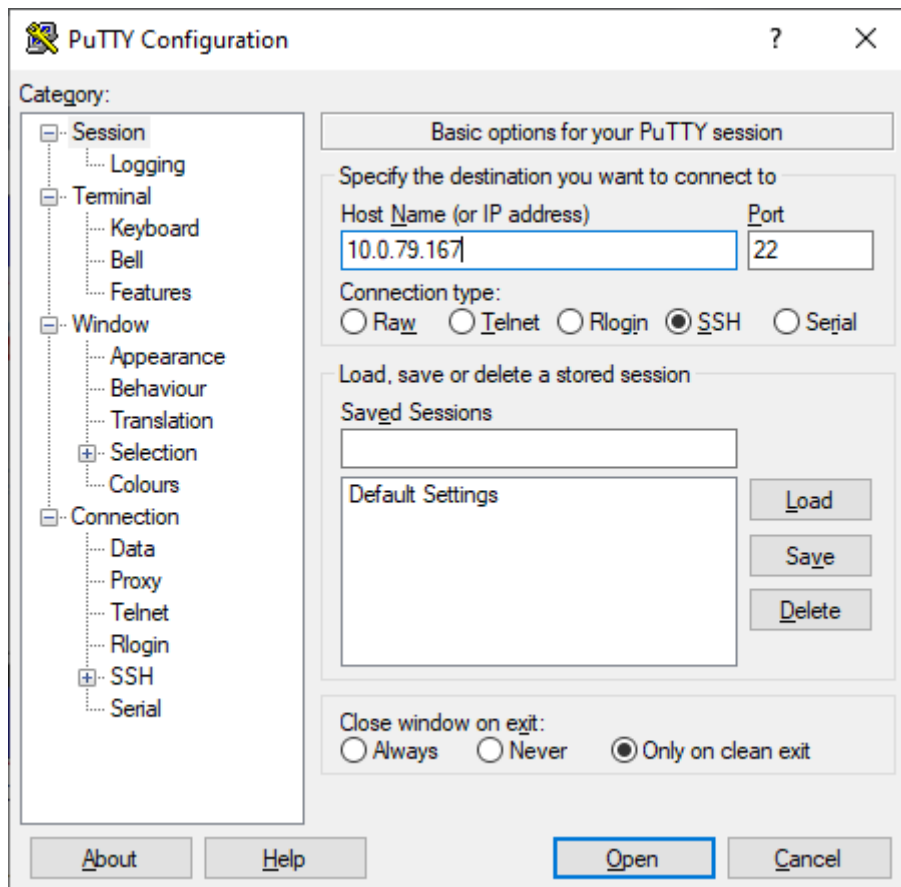 PuTTY Configuration
?
Category:
Session
Logging
Terminal
Keyboard
Bell
Features
Window
Appearance
Behaviour
Translation
Selection
Colours
Connection
Data
Proxy
Telnet
Rlogin
SSH
Serial
Basic options for your PuTTY session
Specify the destination you want to connect to
Host Name (or IP address) Port
10.0.79.167 22
Connection type:
Raw Telnet Rlogin SSH Serial
Load, save or delete a stored session
Saved Sessions
Default Settings
Load
Save
Delete
Close window on exit:
Always Never Only on clean exit
About Help Open Cancel